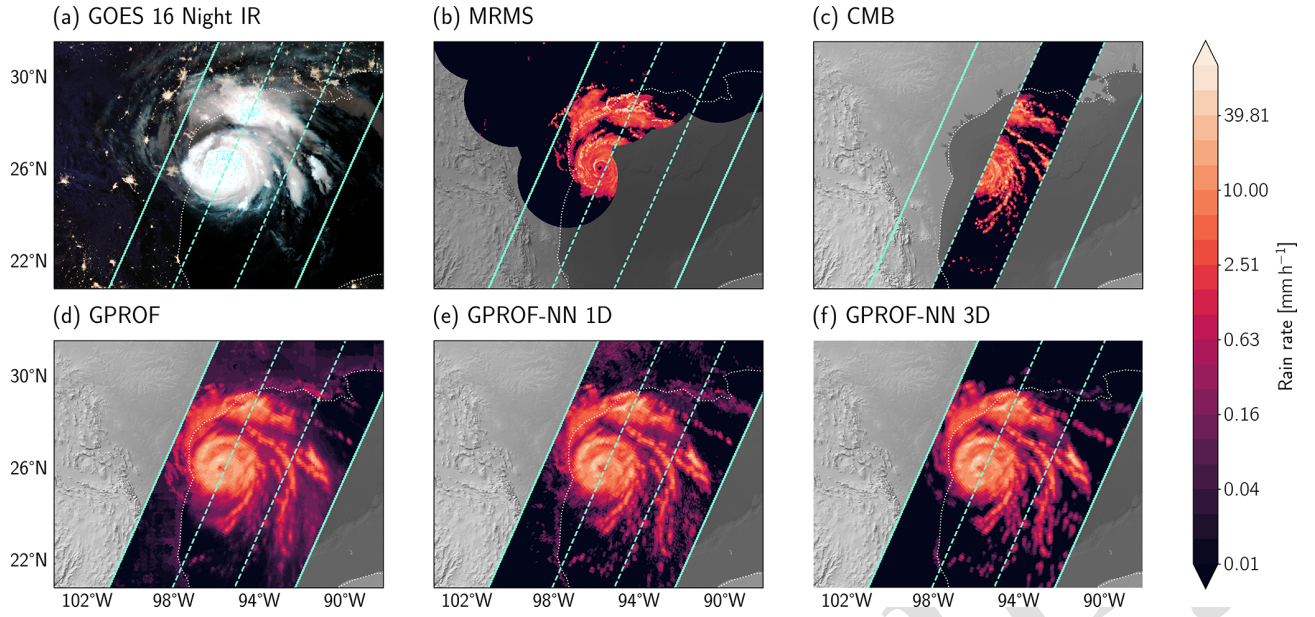 (a) GOES 16 Night IR
(b) MRMS
(c) CMB
30°N
26°N
22°N
39.81
10.00
2.51
0.63
0.16
0.04
0.01
Rain rate [mm h⁻¹]
(d) GPROF
(e) GPROF-NN 1D
(f) GPROF-NN 3D
30°N
26°N
22°N
102°W 98°W 94°W 90°W
102°W 98°W 94°W 90°W
102°W 98°W 94°W 90°W